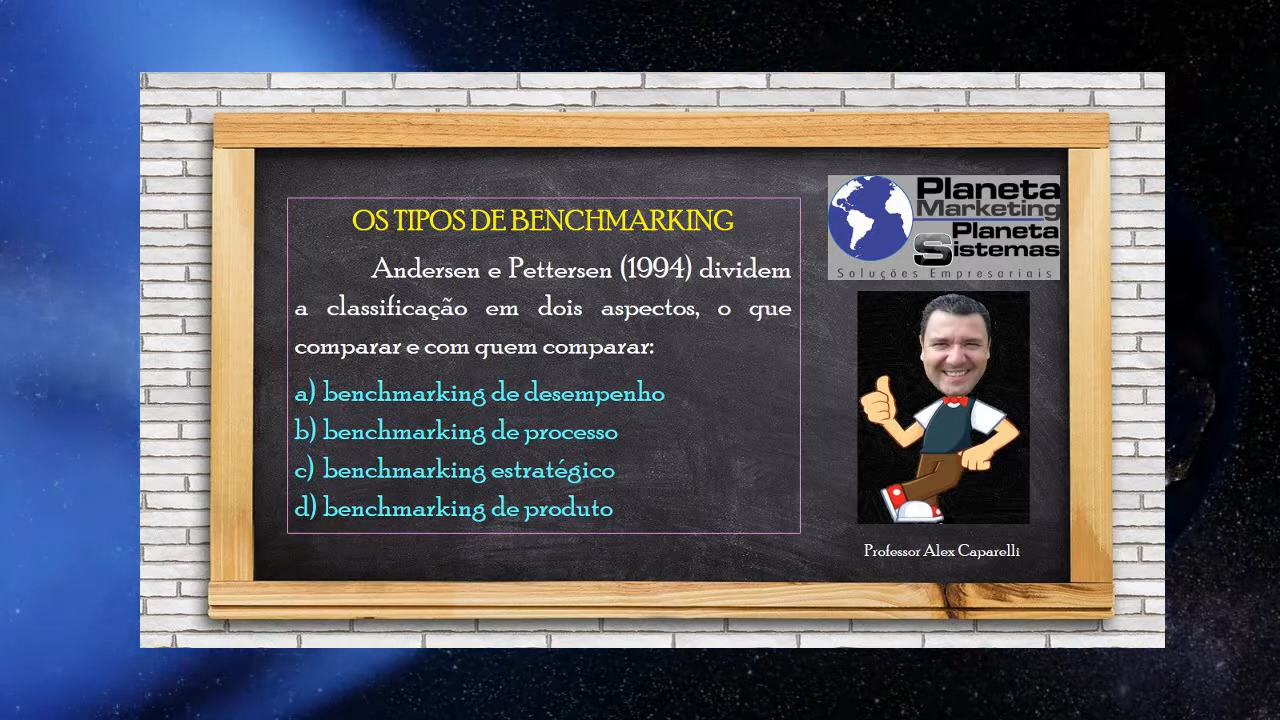 OS TIPOS DE BENCHMARKING
Andersen e Pettersen (1994) dividem
a classificação em dois aspectos, o que
comparar e com quem comparar:
a) benchmarking de desempenho
b) benchmarking de processo
c) benchmarking estratégico
d) benchmarking de produto
Planeta
Marketing
Planeta
Sistemas
Soluções Empresariais
Professor Alex Caparelli